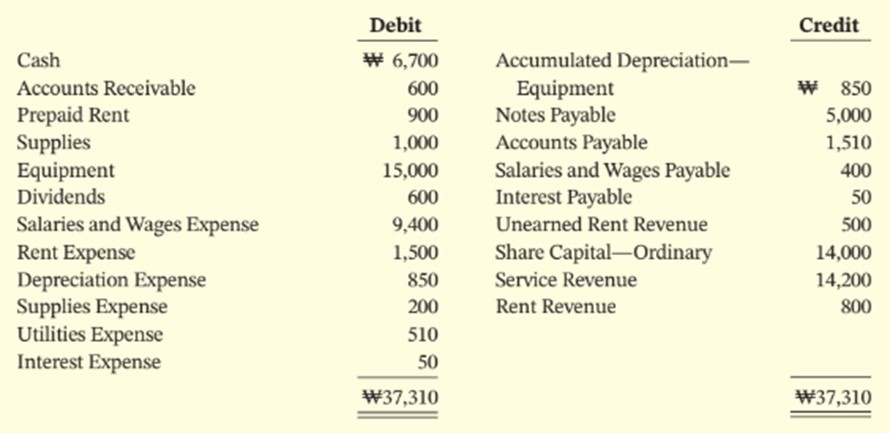 Debit Credit
Cash ₩ 6,700 Accumulated Depreciation—
Accounts Receivable 600 Equipment ₩ 850
Prepaid Rent 900 Notes Payable 5,000
Supplies 1,000 Accounts Payable 1,510
Equipment 15,000 Salaries and Wages Payable 400
Dividends 600 Interest Payable 50
Salaries and Wages Expense 9,400 Unearned Rent Revenue 500
Rent Expense 1,500 Share Capital—Ordinary 14,000
Depreciation Expense 850 Service Revenue 14,200
Supplies Expense 200 Rent Revenue 800
Utilities Expense 510
Interest Expense 50
₩37,310 ₩37,310